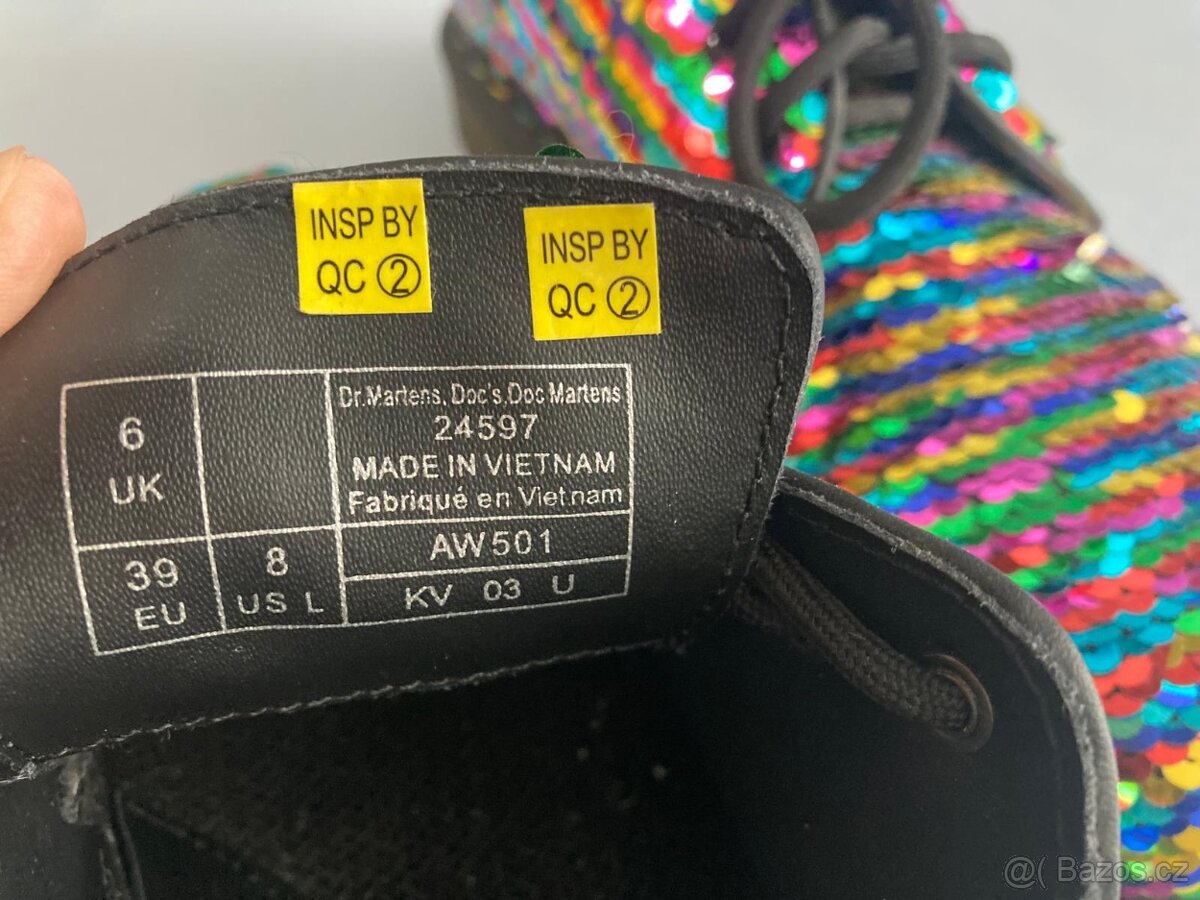 INSP BY
QC ②
INSP BY
QC ②
6
UK
39
EU
8
US L
Dr.Martens, Doc's, Doc Martens
24597
MADE IN VIETNAM
Fabriqué en Vietnam
AW501
KV 03 U
@( Bazos.cz